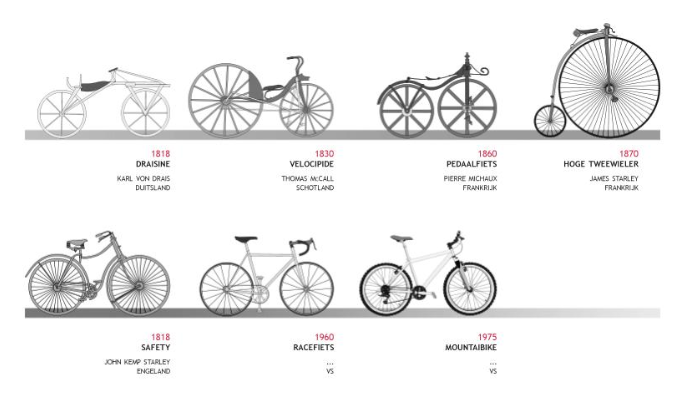 1818
DRAISINE
KARL VON DRAIS
DUITSLAND
1830
VELOCIPIDE
THOMAS McCALL
SCHOTLAND
1860
PEDAALFIETS
PIERRE MICHAUX
FRANKRIJK
1870
HOGE TWEEWIELER
JAMES STARLEY
FRANKRIJK
1818
SAFETY
JOHN KEMP STARLEY
ENGELAND
1960
RACEFIETS
...
VS
1975
MOUNTAIBIKE
...
VS